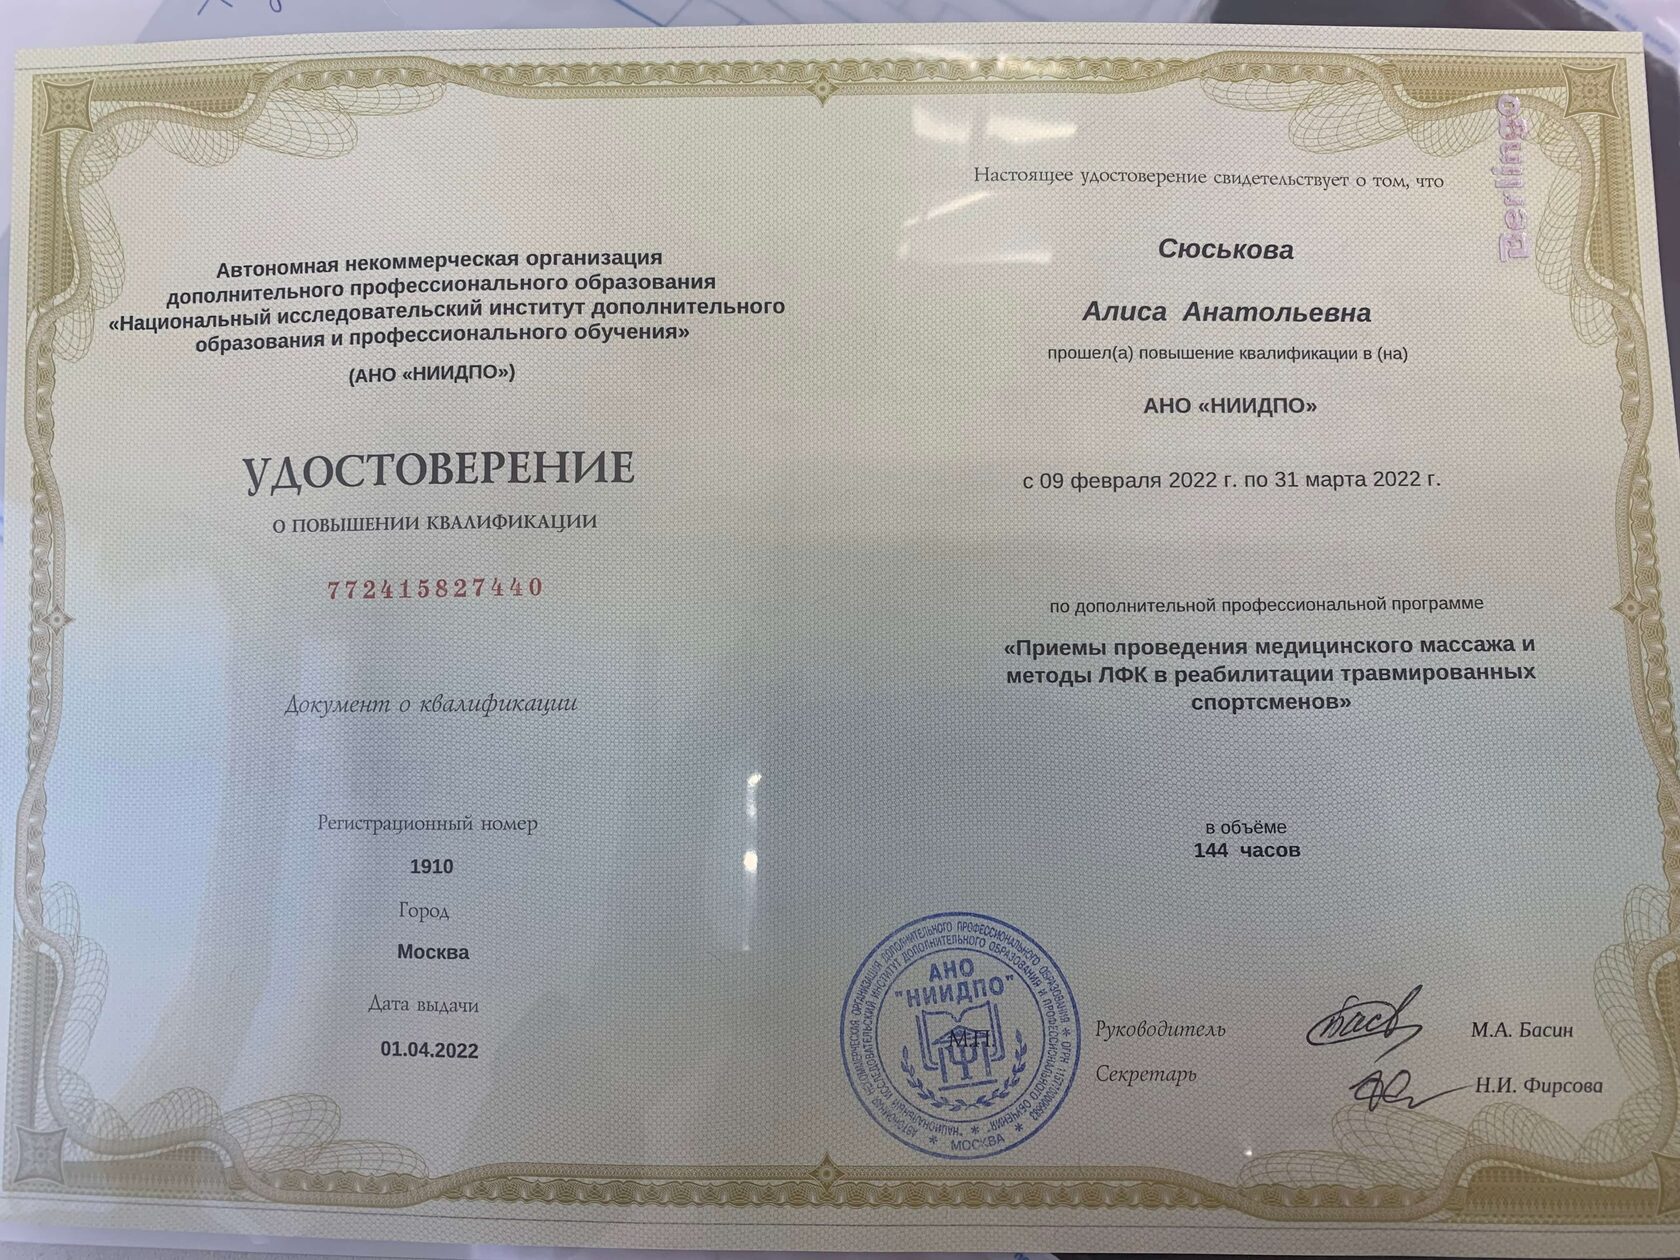 Автономная некоммерческая организация
дополнительного профессионального образования
«Национальный исследовательский институт дополнительного
образования и профессионального обучения»
(АНО «НИИДПО»)
УДОСТОВЕРЕНИЕ
О ПОВЫШЕНИИ КВАЛИФИКАЦИИ
772415827440
Документ о квалификации
Регистрационный номер
1910
Город
Москва
Дата выдачи
01.04.2022
Настоящее удостоверение свидетельствует о том, что
Сюськова
Алиса Анатольевна
прошел(а) повышение квалификации в (на)
АНО «НИИДПО»
с 09 февраля 2022 г. по 31 марта 2022 г.
по дополнительной профессиональной программе
«Приемы проведения медицинского массажа и
методы ЛФК в реабилитации травмированных
спортсменов»
в объёме
144 часов
АНО
"НИИДПО"
М.П.
МОСКВА
Руководитель
М.А. Басин
Секретарь
Н.И. Фирсова
berlingo